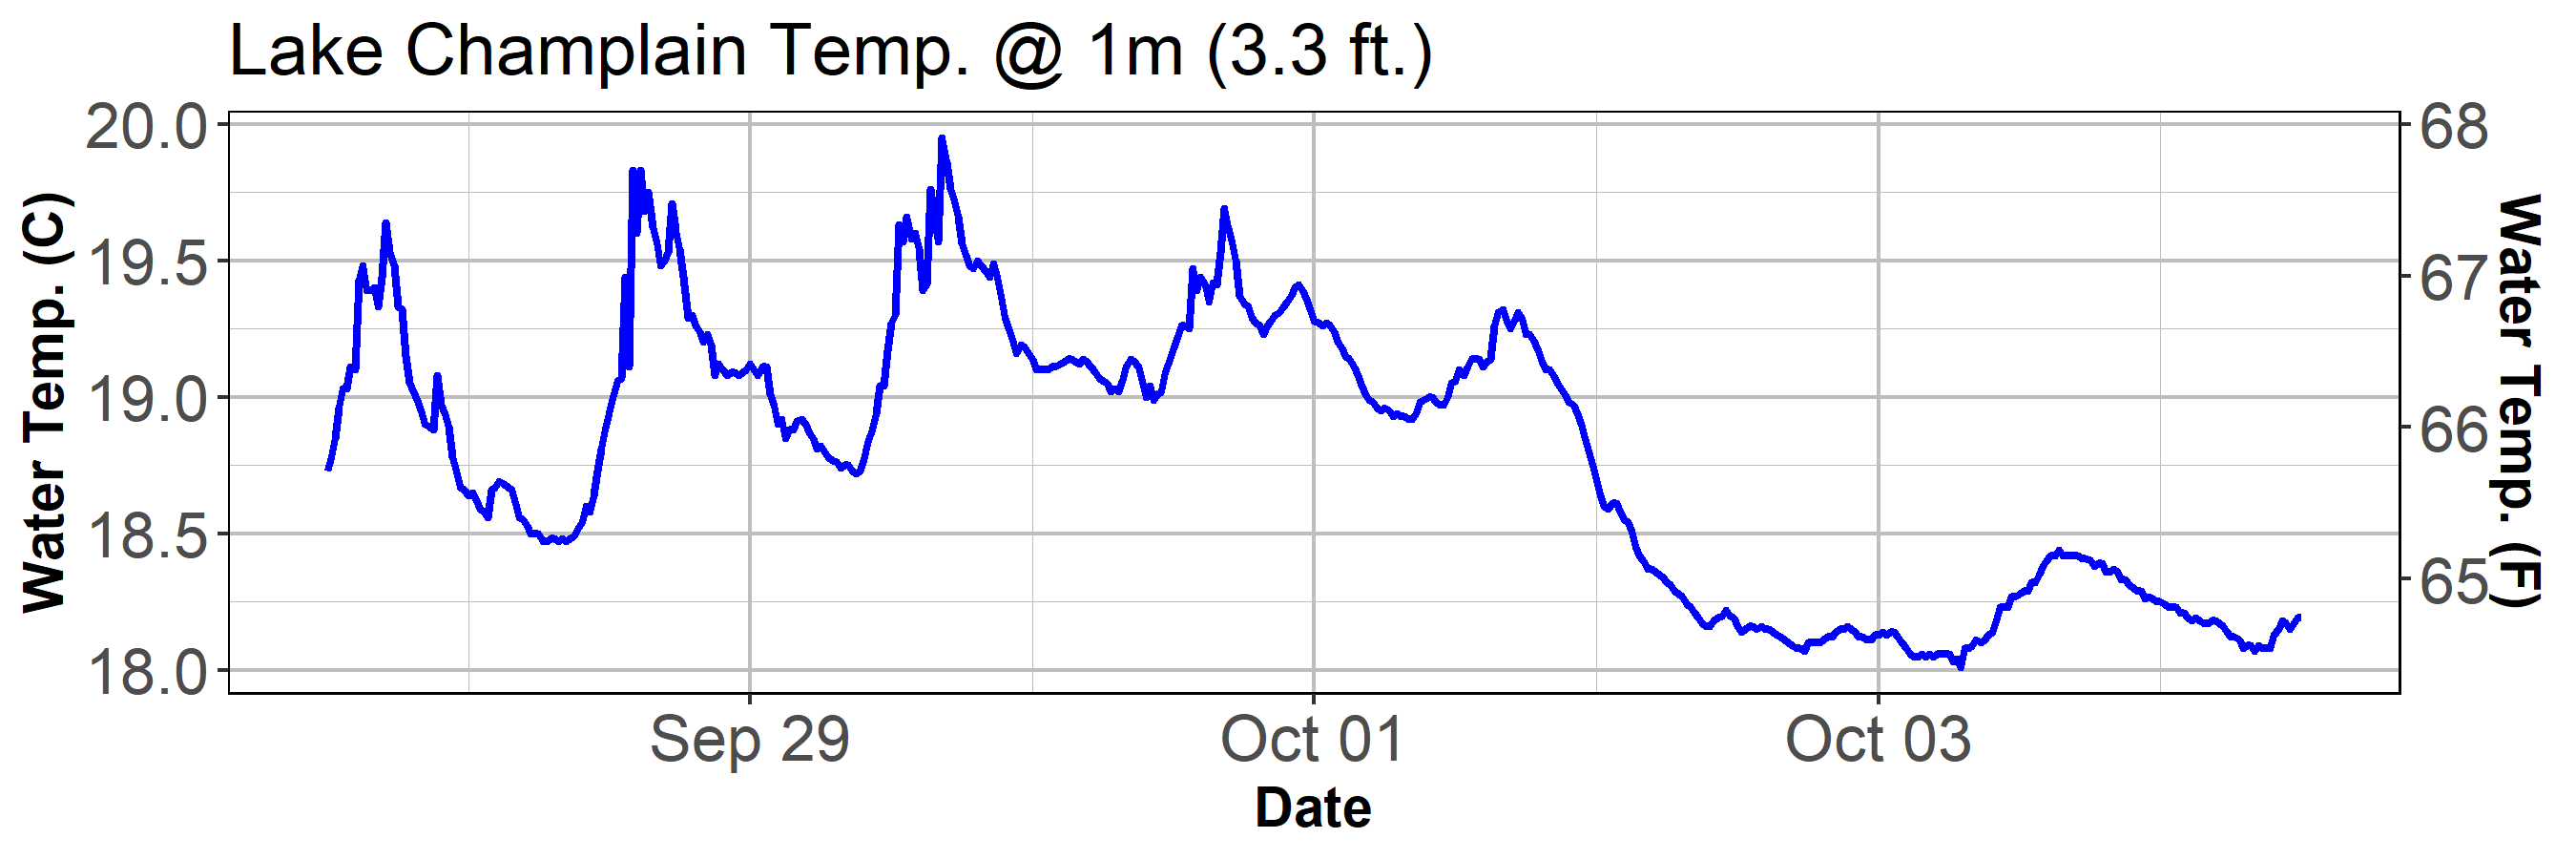 Lake Champlain Temp. @ 1m (3.3 ft.)
Water Temp. (C)
20.0
19.5
19.0
18.5
18.0
68
67
66
65
Water Temp. (F)
Sep 29
Oct 01
Oct 03
Date